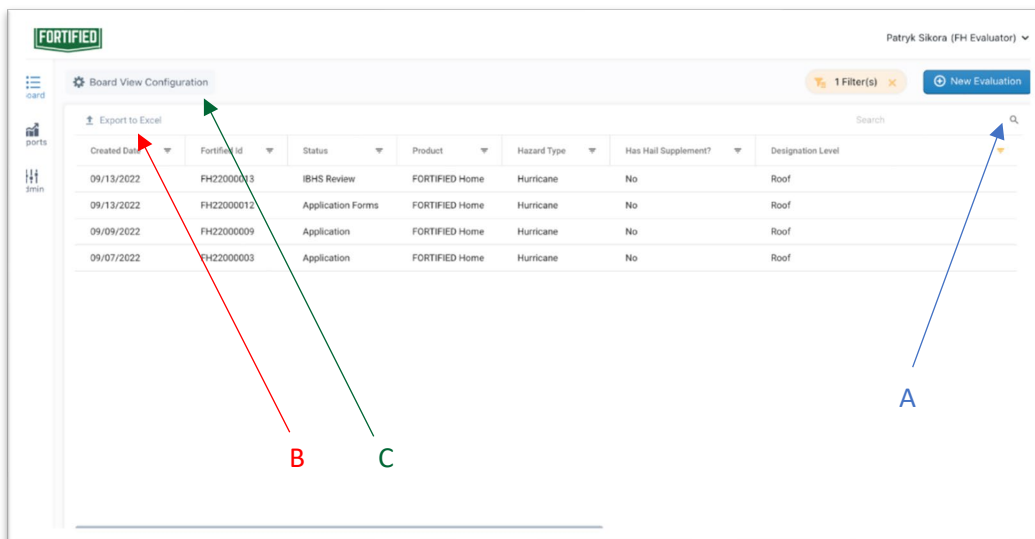 FORTIFIED
Patryk Sikora (FH Evaluator)
Board View Configuration
1 Filter(s)
New Evaluation
oard
Export to Excel
Search
ports
Created Date Fortified Id Status Product Hazard Type Has Hail Supplement? Designation Level
09/13/2022 FH22000013 IBHS Review FORTIFIED Home Hurricane No Roof
dmin
09/13/2022 FH22000012 Application Forms FORTIFIED Home Hurricane No Roof
09/09/2022 FH22000009 Application FORTIFIED Home Hurricane No Roof
09/07/2022 FH22000003 Application FORTIFIED Home Hurricane No Roof
A
B
C